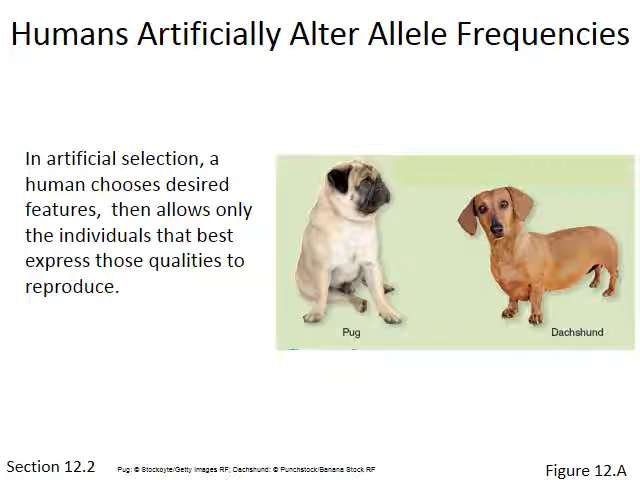 Humans Artificially Alter Allele Frequencies
In artificial selection, a
human chooses desired
features, then allows only
the individuals that best
express those qualities to
reproduce.
Pug
Dachshund
Section 12.2
Pug: © Stockbyte/Getty Images RF; Dachshund: © Punchstock/Banana Stock RF
Figure 12.A